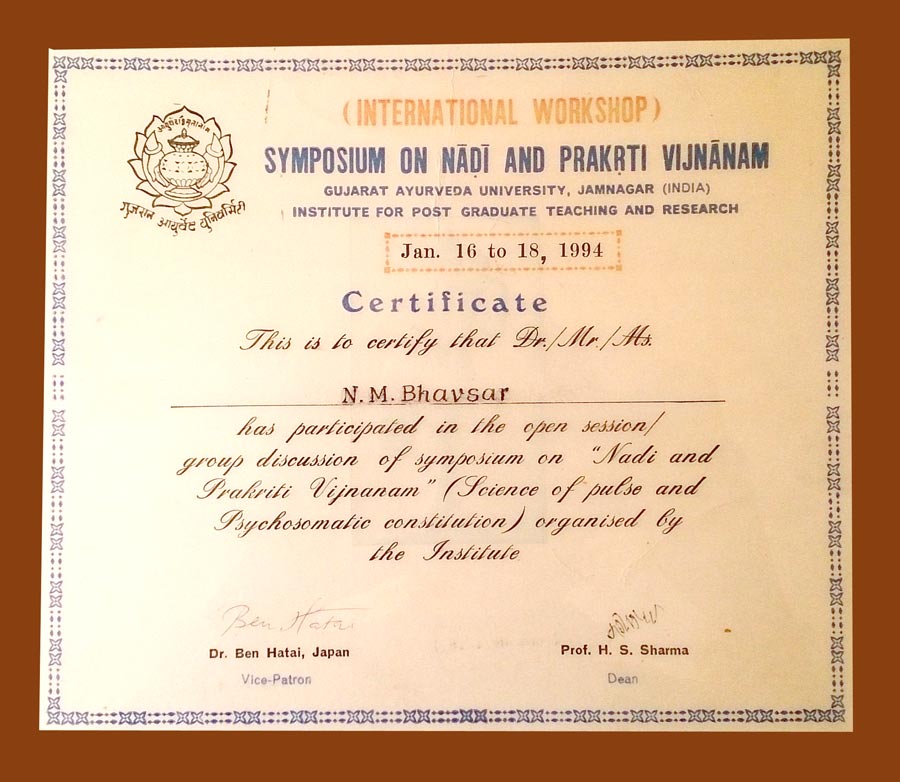 (INTERNATIONAL WORKSHOP)
SYMPOSIUM ON NĀḌĪ AND PRAKṚTI VIJNĀNAM
GUJARAT AYURVEDA UNIVERSITY, JAMNAGAR (INDIA)
INSTITUTE FOR POST GRADUATE TEACHING AND RESEARCH
गुजरात आयुर्वेद युनिवर्सिटी
Jan. 16 to 18, 1994
Certificate
This is to certify that Dr./Mr./Ms.
N.M.Bhavsar
has participated in the open session/
group discussion of symposium on "Nadi and
Prakriti Vijnanam" (Science of pulse and
Psychosomatic constitution) organised by
the Institute
Ben Hatai
Dr. Ben Hatai, Japan
Prof. H. S. Sharma
Vice-Patron
Dean